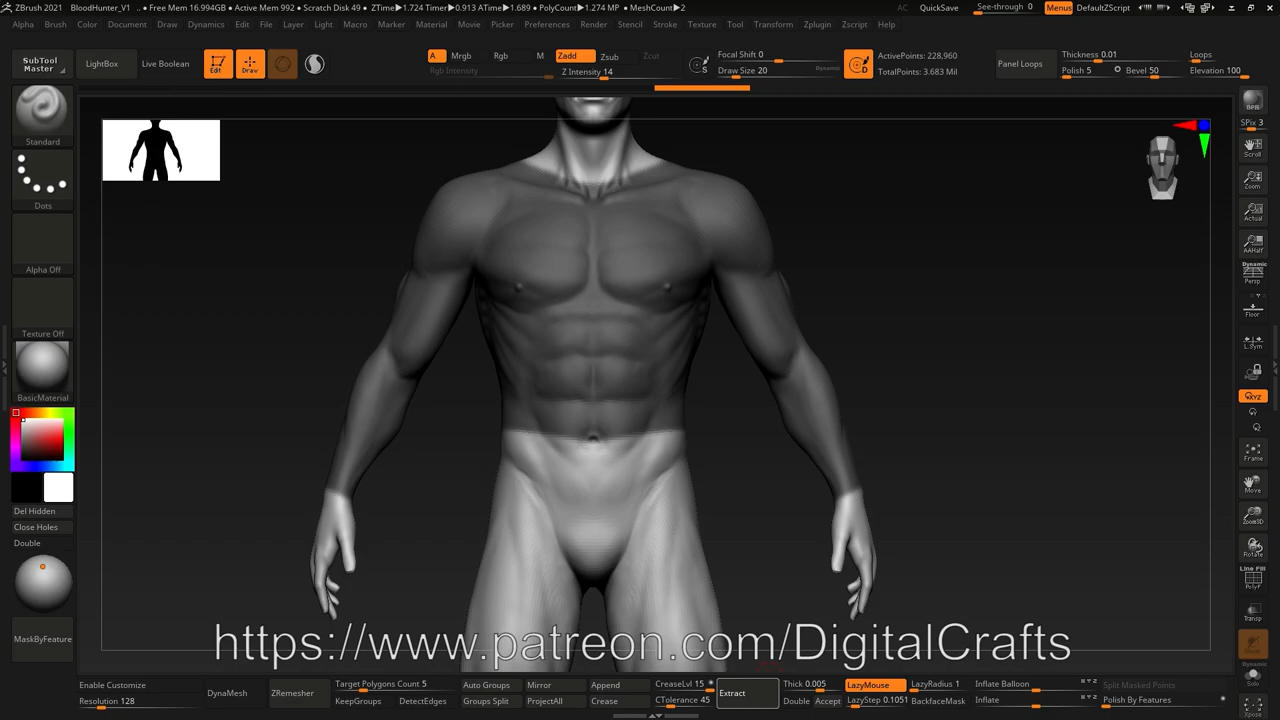 ZBrush 2021 BloodHunter_V1 .. ● Free Mem 16.994GB ● Active Mem 992 ● Scratch Disk 49 ● ZTime▶1.724 Timer▶0.913 ATime▶1.689 ● PolyCount▶1.274 MP ● MeshCount▶2 AC QuickSave See-through 0 Menus DefaultZScript
Alpha Brush Color Document Draw Dynamics Edit File Layer Light Macro Marker Material Movie Picker Preferences Render Stencil Stroke Texture Tool Transform Zplugin Zscript Help
SubTool Master
LightBox
Live Boolean
Edit
Draw
A Mrgb Rgb M Zadd Zsub Zcut
Rgb Intensity Z Intensity 14
S
Focal Shift 0
Draw Size 20 Dynamic
D
ActivePoints: 228,960
TotalPoints: 3.683 Mil
Panel Loops
Thickness 0.01 Loops
Polish 5 Bevel 50 Elevation 100
Standard
Dots
Alpha Off
Texture Off
BasicMaterial
Del Hidden
Close Holes
Double
MaskByFeature
BPR
SPix 3
Scroll
Zoom
Actual
AAHalf
Dynamic
Persp
Floor
L.Sym
XYZ
Frame
Move
Zoom3D
Rotate
Line Fill
PolyF
Transp
Dynamic
Solo
Xpose
https://www.patreon.com/DigitalCrafts
Enable Customize
Resolution 128
DynaMesh
ZRemesher
Target Polygons Count 5
KeepGroups DetectEdges
Auto Groups Mirror Append
Groups Split ProjectAll Crease
CreaseLvl 15
CTolerance 45
Extract
Thick 0.005
Double Accept
LazyMouse LazyRadius 1
LazyStep 0.1051 BackfaceMask
Inflate Balloon
Inflate
Split Masked Points
Polish By Features